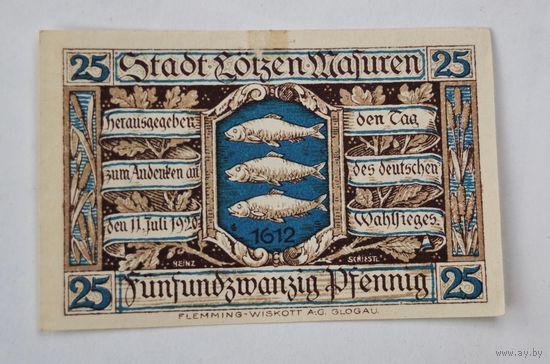 25 Stadt Lötzen Masuren 25
herausgegeben den Tag
zum Andenken an des deutschen
den 11. Juli 1920 Wahlsieges
1612
HEINZ SCHIESTL
25 Fünfundzwanzig Pfennig 25
FLEMMING-WISKOTT A.G. GLOGAU.
www.ay.by